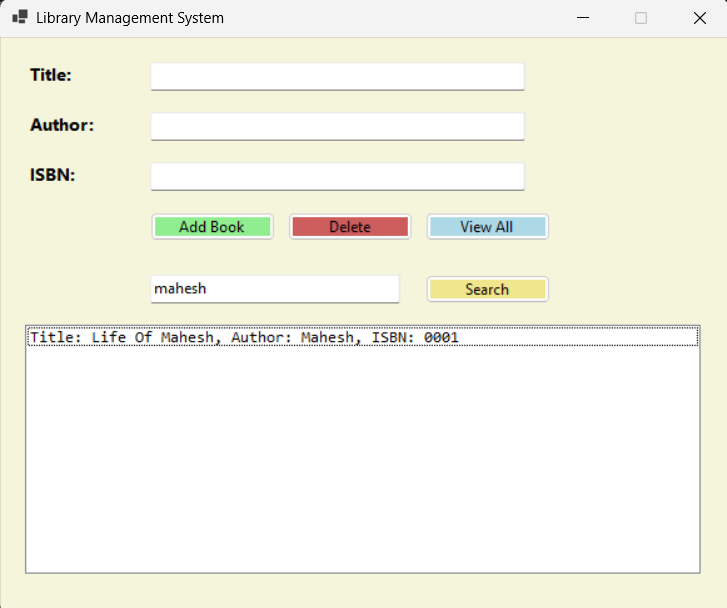 Library Management System
Title:
Author:
ISBN:
Add Book Delete View All
mahesh Search
Title: Life Of Mahesh, Author: Mahesh, ISBN: 0001